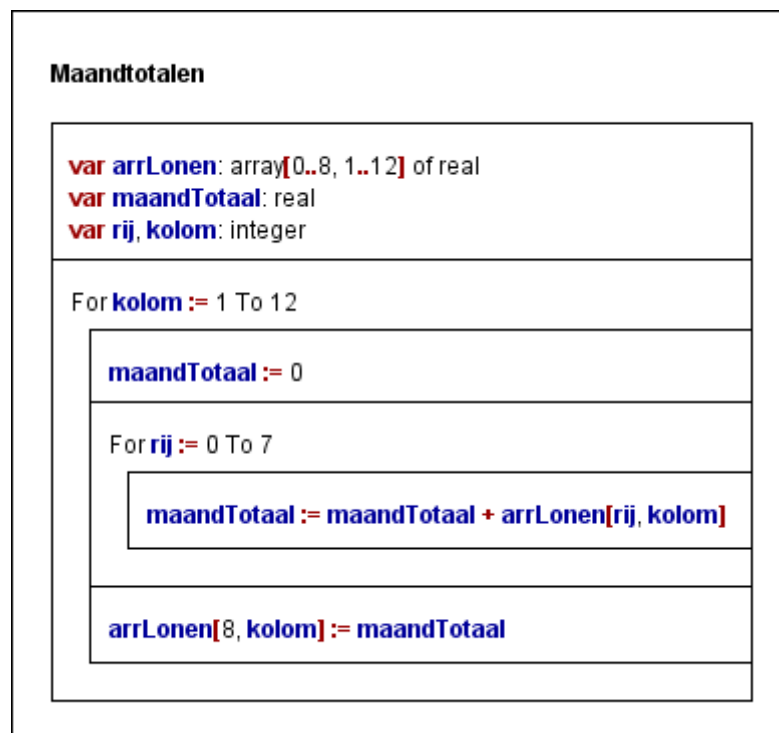 Maandtotalen
var arrLonen: array[0..8, 1..12] of real
var maandTotaal: real
var rij, kolom: integer
For kolom := 1 To 12
maandTotaal := 0
For rij := 0 To 7
maandTotaal := maandTotaal + arrLonen[rij, kolom]
arrLonen[8, kolom] := maandTotaal